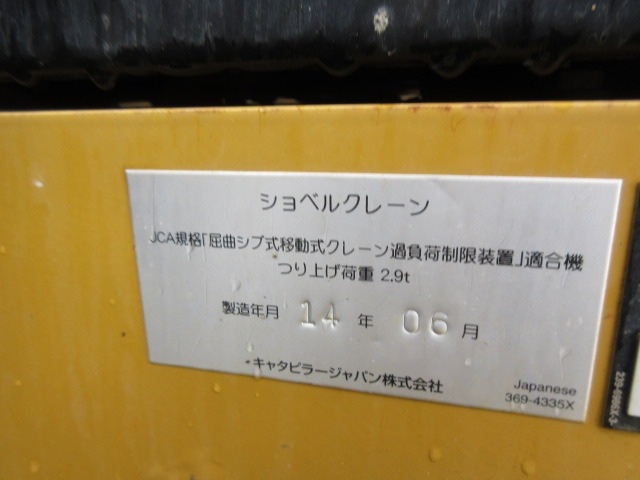 ショベルクレーン
JCA規格「屈曲ジブ式移動式クレーン過負荷制限装置」適合機
つり上げ荷重 2.9t
製造年月 14 年 06 月
キャタピラージャパン株式会社
Japanese
369-4335X